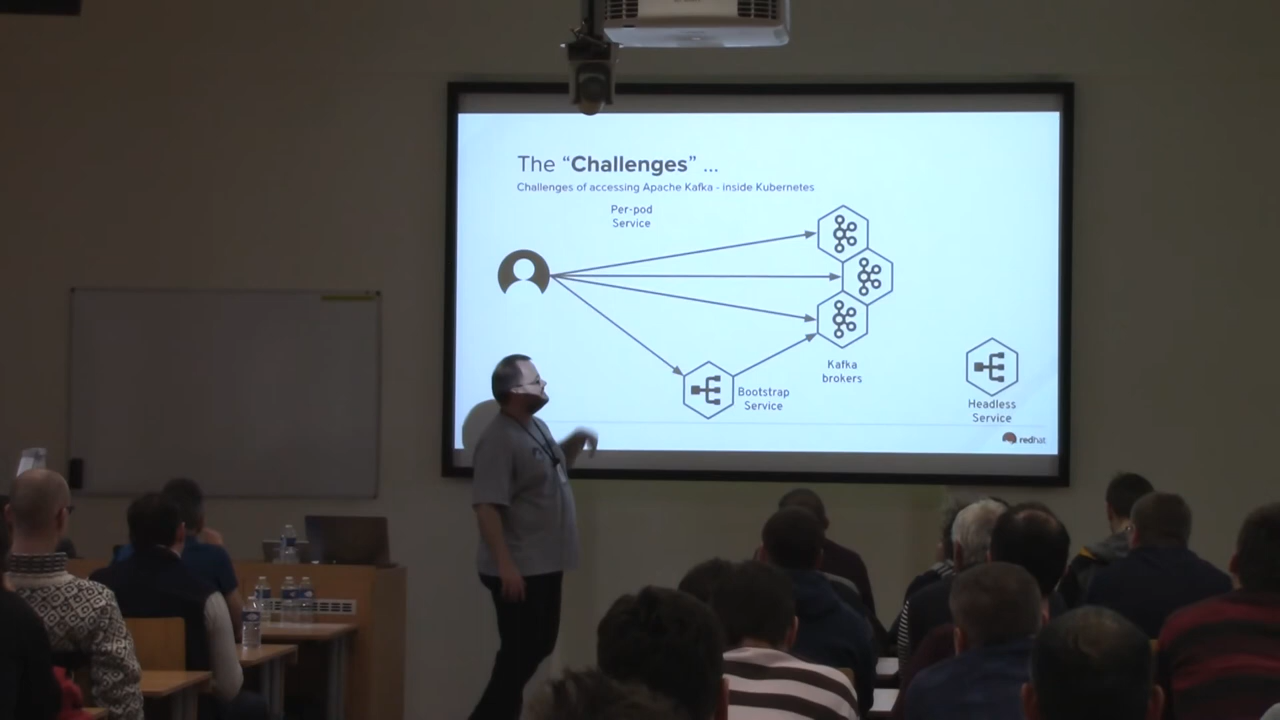 The “Challenges” ...
Challenges of accessing Apache Kafka - inside Kubernetes
Per-pod
Service
Kafka
brokers
Bootstrap
Service
Headless
Service
redhat